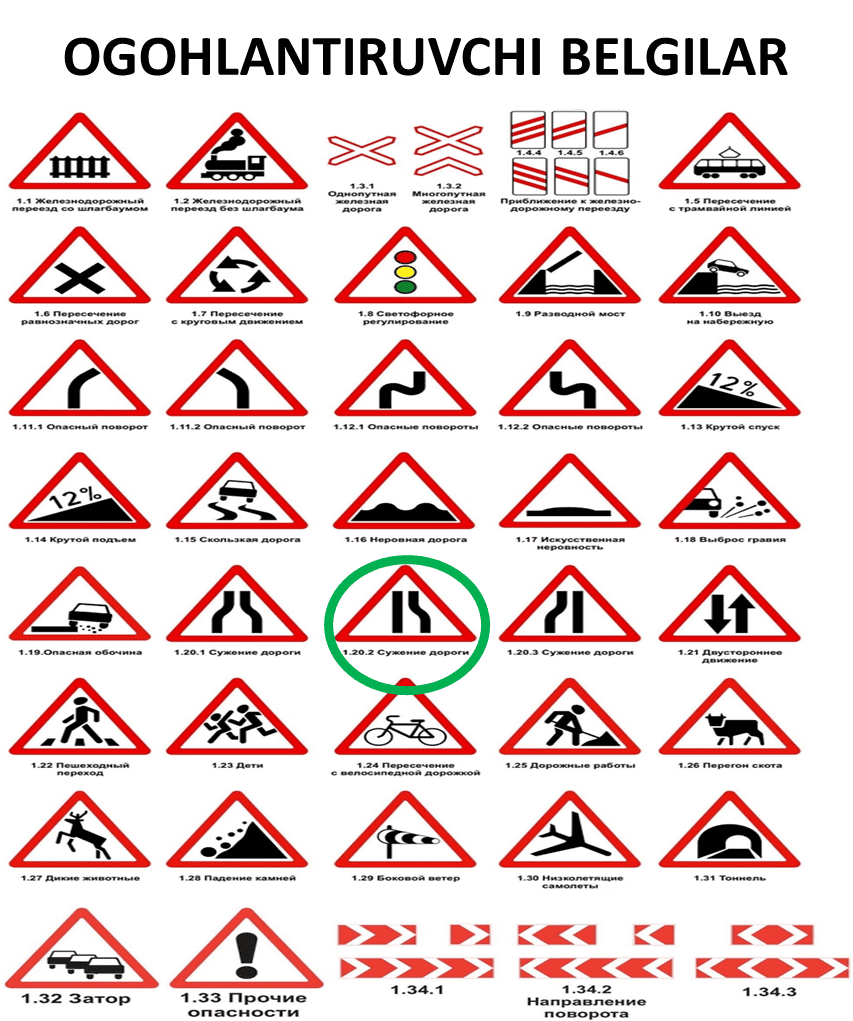 OGOHLANTIRUVCHI BELGILAR
1.4.4 1.4.5 1.4.6
1.1 Железнодорожный
переезд со шлагбаумом
1.2 Железнодорожный
переезд без шлагбаума
1.3.1
Однопутная
железная
дорога
1.3.2
Многопутная
железная
дорога
Приближение к железно-
дорожному переезду
1.5 Пересечение
с трамвайной линией
1.6 Пересечение
равнозначных дорог
1.7 Пересечение
с круговым движением
1.8 Светофорное
регулирование
1.9 Разводной мост
1.10 Выезд
на набережную
1.11.1 Опасный поворот
1.11.2 Опасный поворот
1.12.1 Опасные повороты
1.12.2 Опасные повороты
12%
1.13 Крутой спуск
12%
1.14 Крутой подъем
1.15 Скользкая дорога
1.16 Неровная дорога
1.17 Искусственная
неровность
1.18 Выброс гравия
1.19.Опасная обочина
1.20.1 Сужение дороги
1.20.2 Сужение дороги
1.20.3 Сужение дороги
1.21 Двустороннее
движение
1.22 Пешеходный
переход
1.23 Дети
1.24 Пересечение
с велосипедной дорожкой
1.25 Дорожные работы
1.26 Перегон скота
1.27 Дикие животные
1.28 Падение камней
1.29 Боковой ветер
1.30 Низколетящие
самолеты
1.31 Тоннель
1.32 Затор
1.33 Прочие
опасности
1.34.1
1.34.2
Направление
поворота
1.34.3